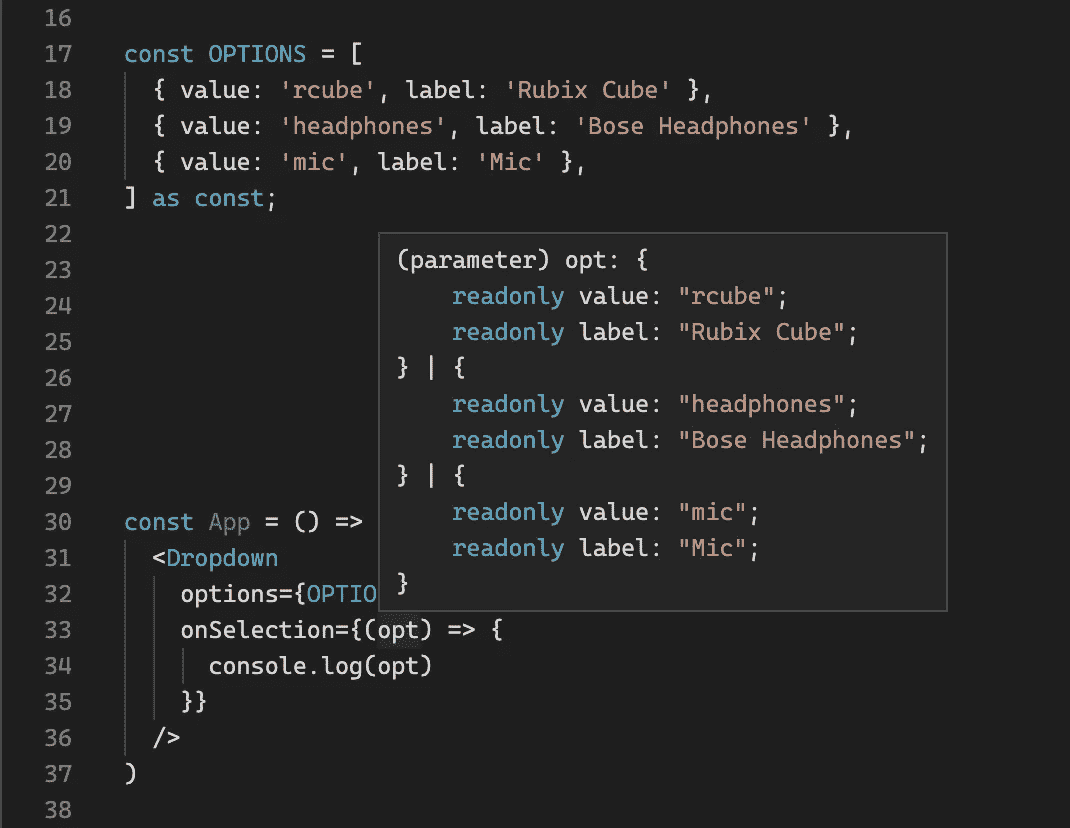 16
17 const OPTIONS = [
18 { value: 'rcube', label: 'Rubix Cube' },
19 { value: 'headphones', label: 'Bose Headphones' },
20 { value: 'mic', label: 'Mic' },
21 ] as const;
22
(parameter) opt: {
23
readonly value: "rcube";
24
readonly label: "Rubix Cube";
25
} | {
26
readonly value: "headphones";
27
readonly label: "Bose Headphones";
28
} | {
29
readonly value: "mic";
30 const App = () =>
readonly label: "Mic";
31 <Dropdown
}
32 options={OPTIO
33 onSelection={(opt) => {
34 console.log(opt)
35 }}
36 />
37 )
38